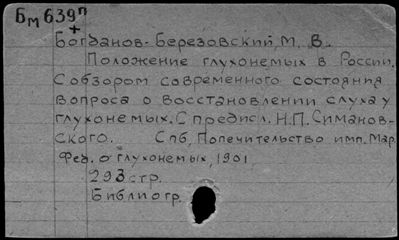 Бм 639п
+
Богданов-Березовский, М. В.
Положение глухонемых в России.
С обзором современного состояния
вопроса о восстановлении слуха у
глухонемых. С предисл. Н.П. Симанов-
ского. Спб, Попечительство имп. Мар.
Фед. о глухонемых, 1901
293 стр.
Библиогр.